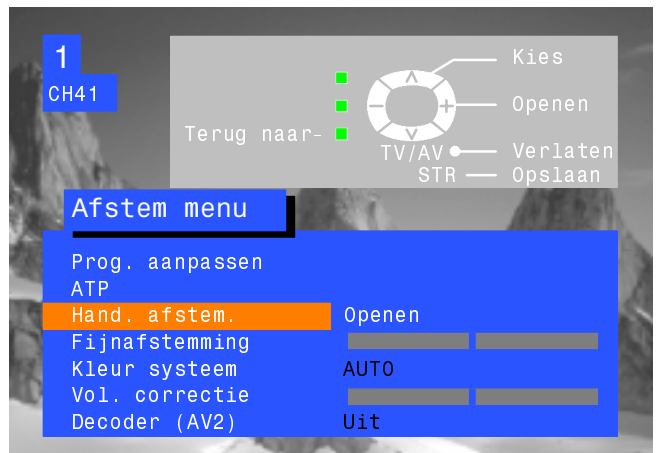 1
CH41
Kies
Openen
Terug naar-
TV/AV Verlaten
STR Opslaan
Afstem menu
Prog. aanpassen
ATP
Hand. afstem. Openen
Fijnafstemming
Kleur systeem AUTO
Vol. correctie
Decoder (AV2) Uit